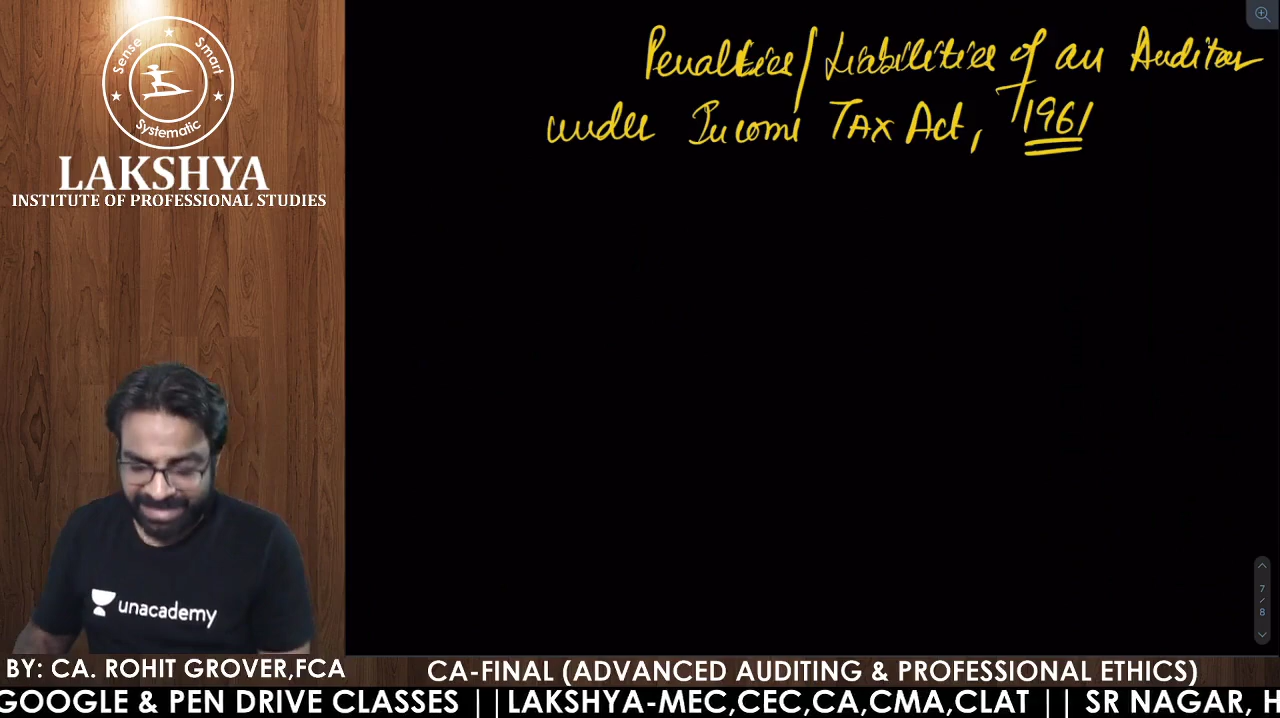 Penalties/Liabilities of an Auditor
under Income TAX Act, 1961
Sense
Smart
Systematic
LAKSHYA
INSTITUTE OF PROFESSIONAL STUDIES
unacademy
7
/
8
BY: CA. ROHIT GROVER,FCA
CA-FINAL (ADVANCED AUDITING & PROFESSIONAL ETHICS)
GOOGLE & PEN DRIVE CLASSES ||LAKSHYA-MEC,CEC,CA,CMA,CLAT || SR NAGAR, H